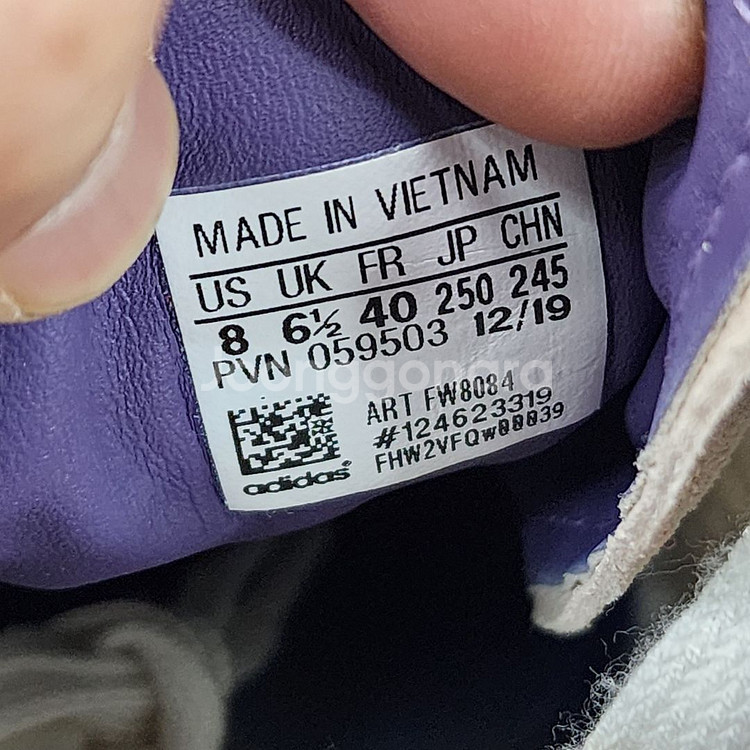 MADE IN VIETNAM
US UK FR JP CHN
8 6½ 40 250 245
PVN 059503 12/19
Joonggonara
ART FW8084
#124623319
FHW2VFQw00039
adidas®